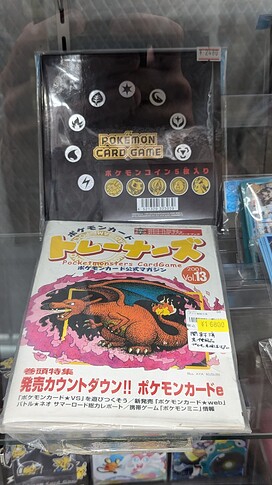 POKÉMON
CARD GAME
ポケモンコイン5枚入り
ポケモンカード
トレーナーズ
Pocketmonsters CardGame
ポケモンカード公式マガジン
Vol.13
¥16800
巻頭特集
発売カウントダウン!! ポケモンカードe
「ポケモンカード★VS」を遊びつくそう/新発売「ポケモンカード★web」
バトル★ネオ サマーロード総力レポート/携帯ゲーム「ポケモンミニ」情報